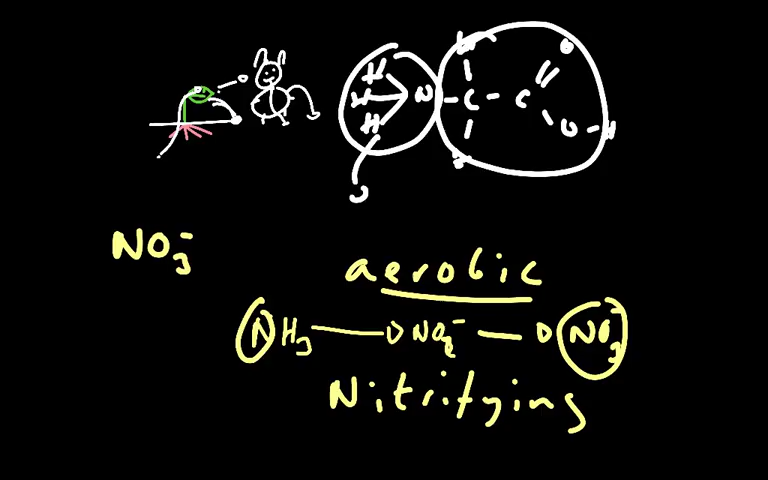 H
H
H
N - C - C
O
O - H
NO3-
aerobic
NH3 → NO2- → NO3-
Nitrifying